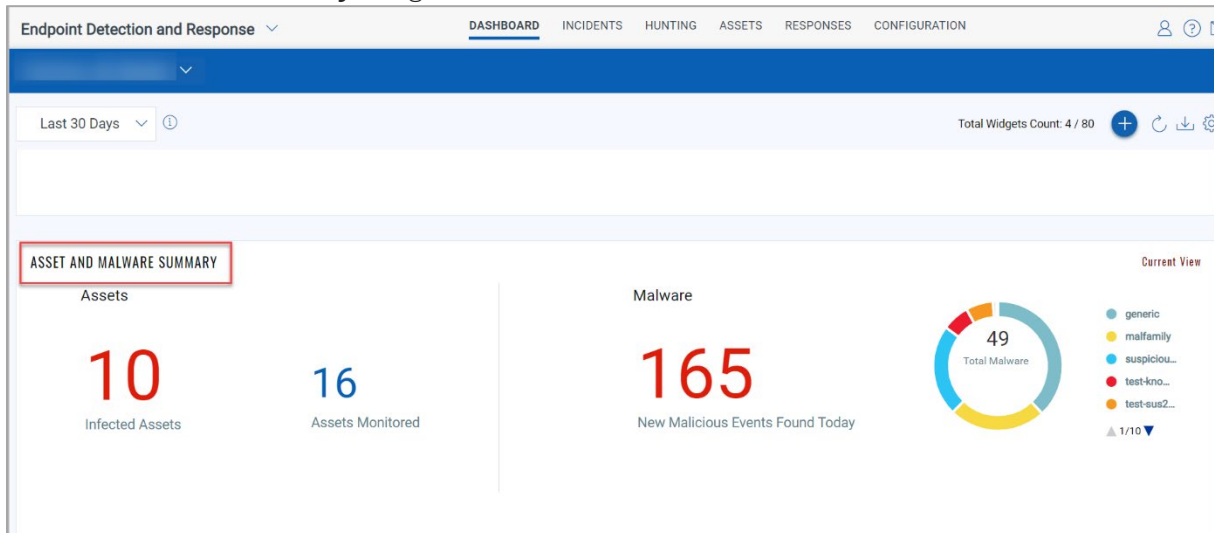 Endpoint Detection and Response
DASHBOARD INCIDENTS HUNTING ASSETS RESPONSES CONFIGURATION
Last 30 Days
Total Widgets Count: 4 / 80
ASSET AND MALWARE SUMMARY
Current View
Assets
10
Infected Assets
16
Assets Monitored
Malware
165
New Malicious Events Found Today
49
Total Malware
generic
malfamily
suspiciou...
test-kno...
test-sus2...
1/10